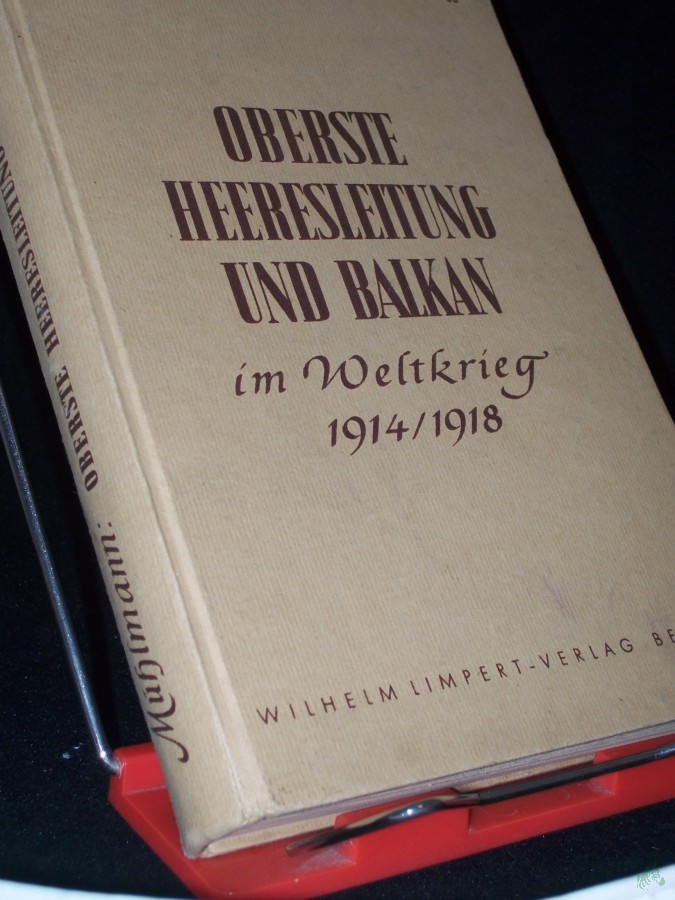 OBERSTE
HEERESLEITUNG
UND BALKAN
im Weltkrieg
1914/1918
WILHELM LIMPERT-VERLAG BE
Mühlmann: OBERSTE HEERESLEITUNG